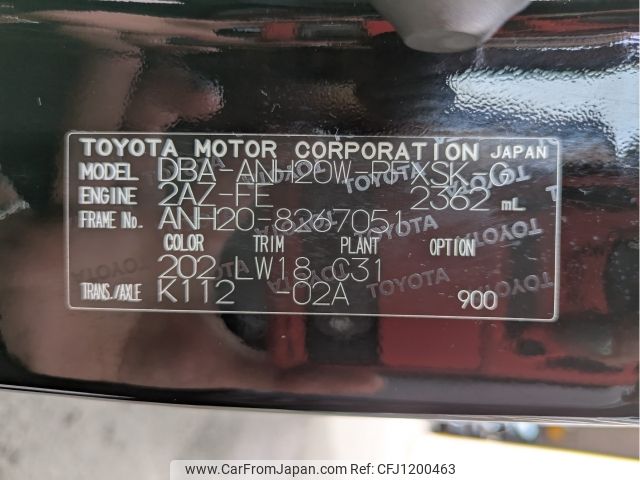 TOYOTA MOTOR CORPORATION JAPAN
MODEL DBA-ANH20W-PFXSK-G
ENGINE 2AZ-FE 2362 mL
FRAME No. ANH20-8267051
COLOR TRIM PLANT OPTION
202 LW18 C31
TRANS./AXLE K112 -02A 900
www.CarFromJapan.com Ref: CFJ1200463